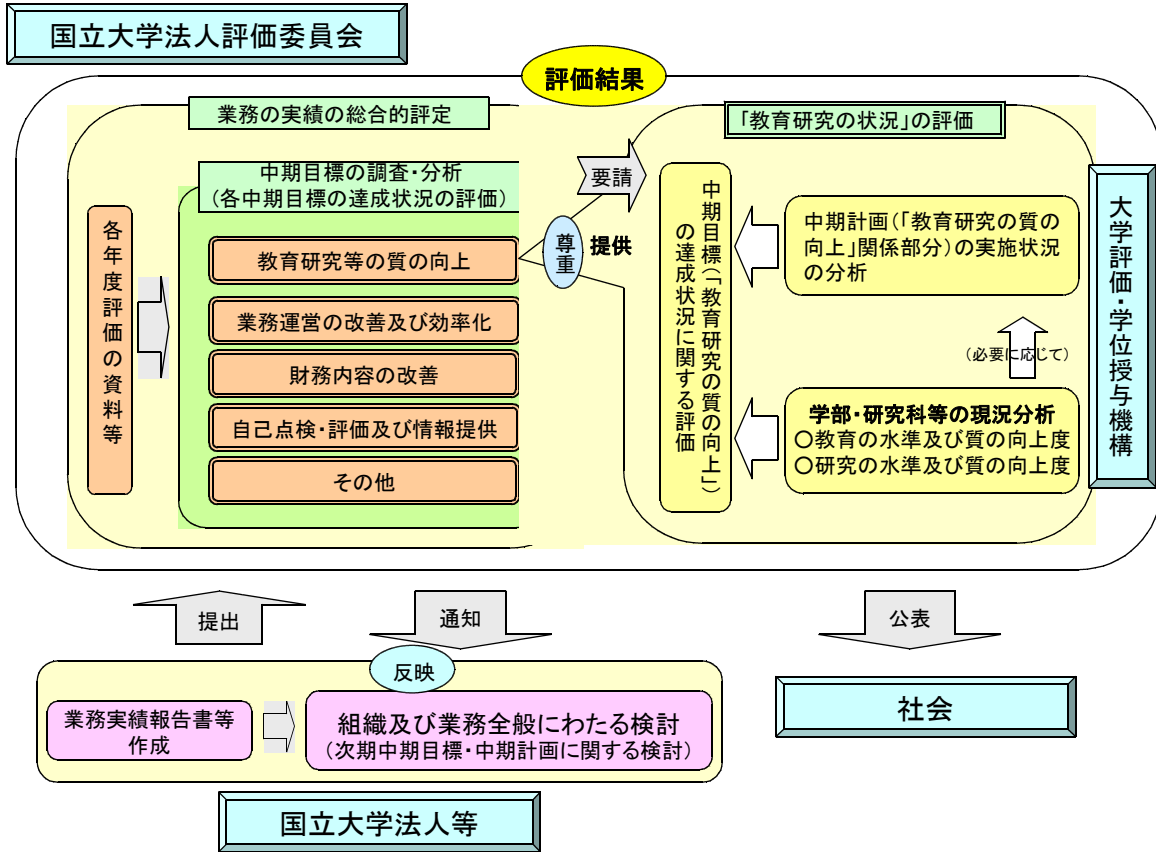 国立大学法人評価委員会
評価結果
業務の実績の総合的評定
「教育研究の状況」の評価
中期目標の調査・分析
(各中期目標の達成状況の評価)
各年度評価の資料等
教育研究等の質の向上
業務運営の改善及び効率化
財務内容の改善
自己点検・評価及び情報提供
その他
要請
尊重
提供
中期目標(「教育研究の質の向上」)
の達成状況に関する評価
中期計画(「教育研究の質の
向上」関係部分)の実施状況
の分析
(必要に応じて)
学部・研究科等の現況分析
○教育の水準及び質の向上度
○研究の水準及び質の向上度
大学評価・学位授与機構
提出
通知
公表
反映
業務実績報告書等
作成
組織及び業務全般にわたる検討
(次期中期目標・中期計画に関する検討)
社会
国立大学法人等